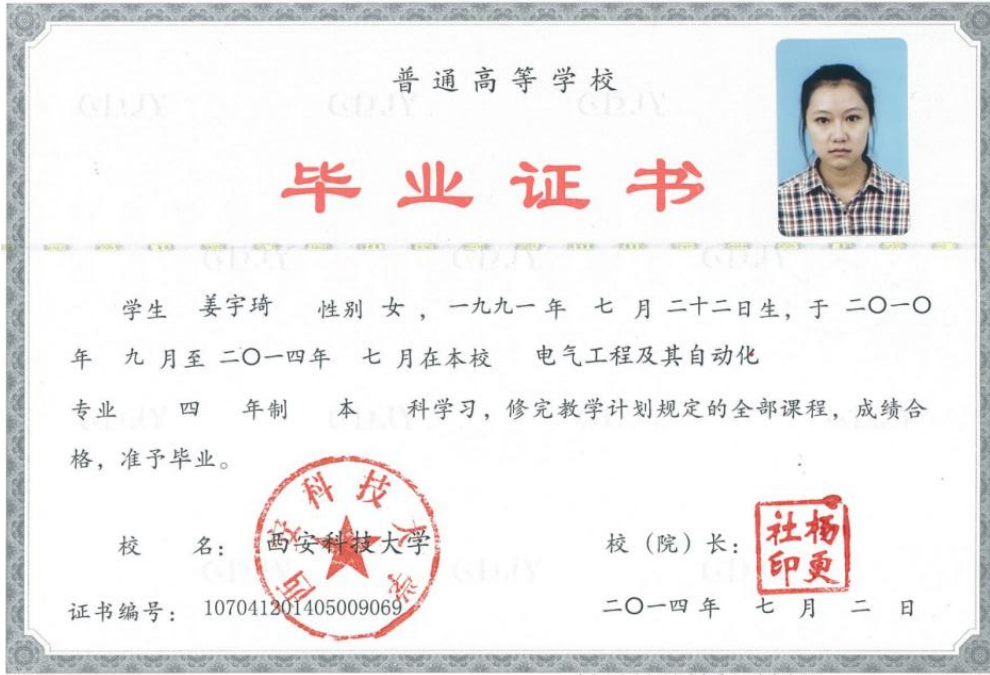 普通高等学校
毕业证书
学生 姜宇琦 性别 女 ，一九九一 年 七 月 二十二日生，于 二〇一〇
年 九 月至 二〇一四年 七 月在本校 电气工程及其自动化
专业 四 年制 本 科学习，修完教学计划规定的全部课程，成绩合
格，准予毕业。
校 名： 西安科技大学
西安科技大学
校（院）长：
杨更社印
证书编号： 107041201405009069
二〇一四 年 七 月 二 日